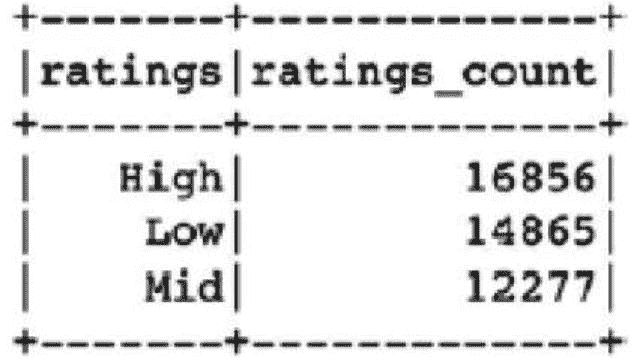 +-------+-------------+
|ratings|ratings_count|
+-------+-------------+
|   High|        16856|
|    Low|        14865|
|    Mid|        12277|
+-------+-------------+